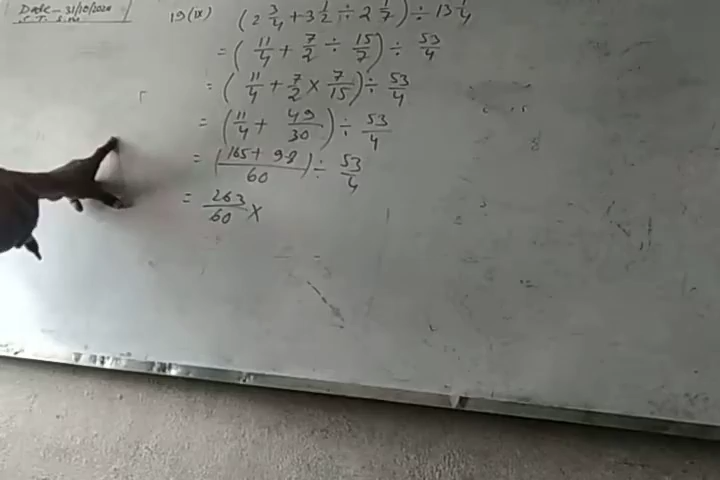 Date - 31/10/2020
19(ix) (2 3/4 + 3 1/2 ÷ 2 1/7) ÷ 13 1/4
= (11/4 + 7/2 ÷ 15/7) ÷ 53/4
= (11/4 + 7/2 × 7/15) ÷ 53/4
= (11/4 + 49/30) ÷ 53/4
= (165 + 98/60) ÷ 53/4
= 263/60 ×